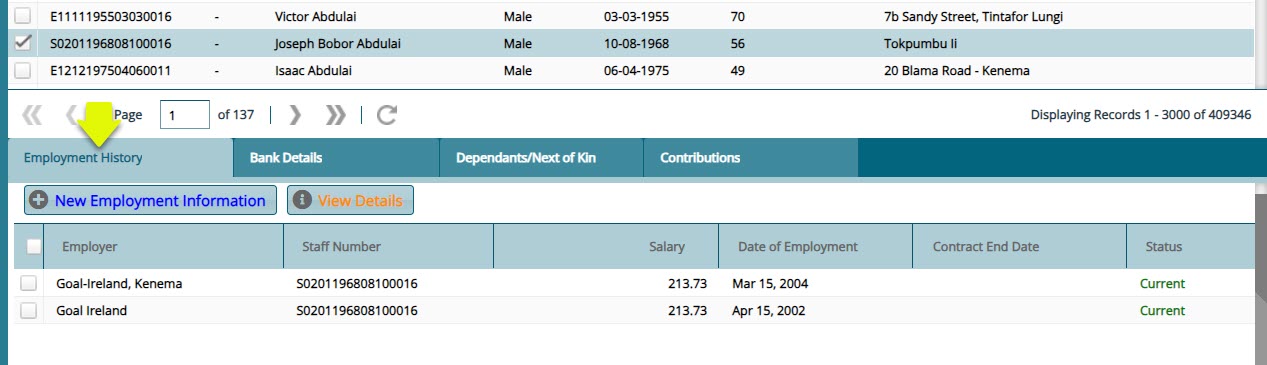 E1111195503030016 - Victor Abdulai Male 03-03-1955 70 7b Sandy Street, Tintafor Lungi
S0201196808100016 - Joseph Bobor Abdulai Male 10-08-1968 56 Tokpumbu Ii
E1212197504060011 - Isaac Abdulai Male 06-04-1975 49 20 Blama Road - Kenema
Page 1 of 137 Displaying Records 1 - 3000 of 409346
Employment History Bank Details Dependants/Next of Kin Contributions
New Employment Information View Details
Employer Staff Number Salary Date of Employment Contract End Date Status
Goal-Ireland, Kenema S0201196808100016 213.73 Mar 15, 2004 Current
Goal Ireland S0201196808100016 213.73 Apr 15, 2002 Current